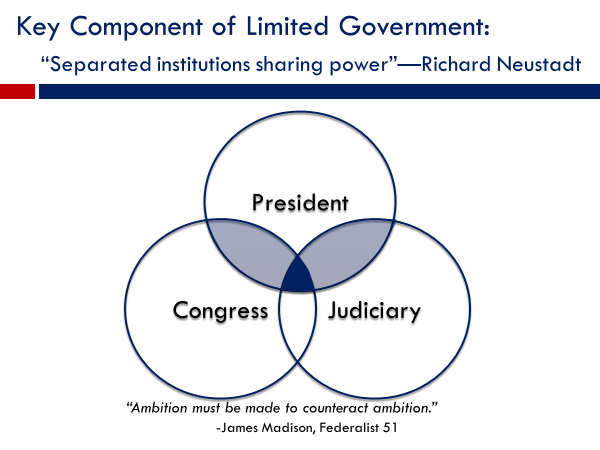 Key Component of Limited Government:
“Separated institutions sharing power”—Richard Neustadt
President
Congress
Judiciary
“Ambition must be made to counteract ambition.”
-James Madison, Federalist 51